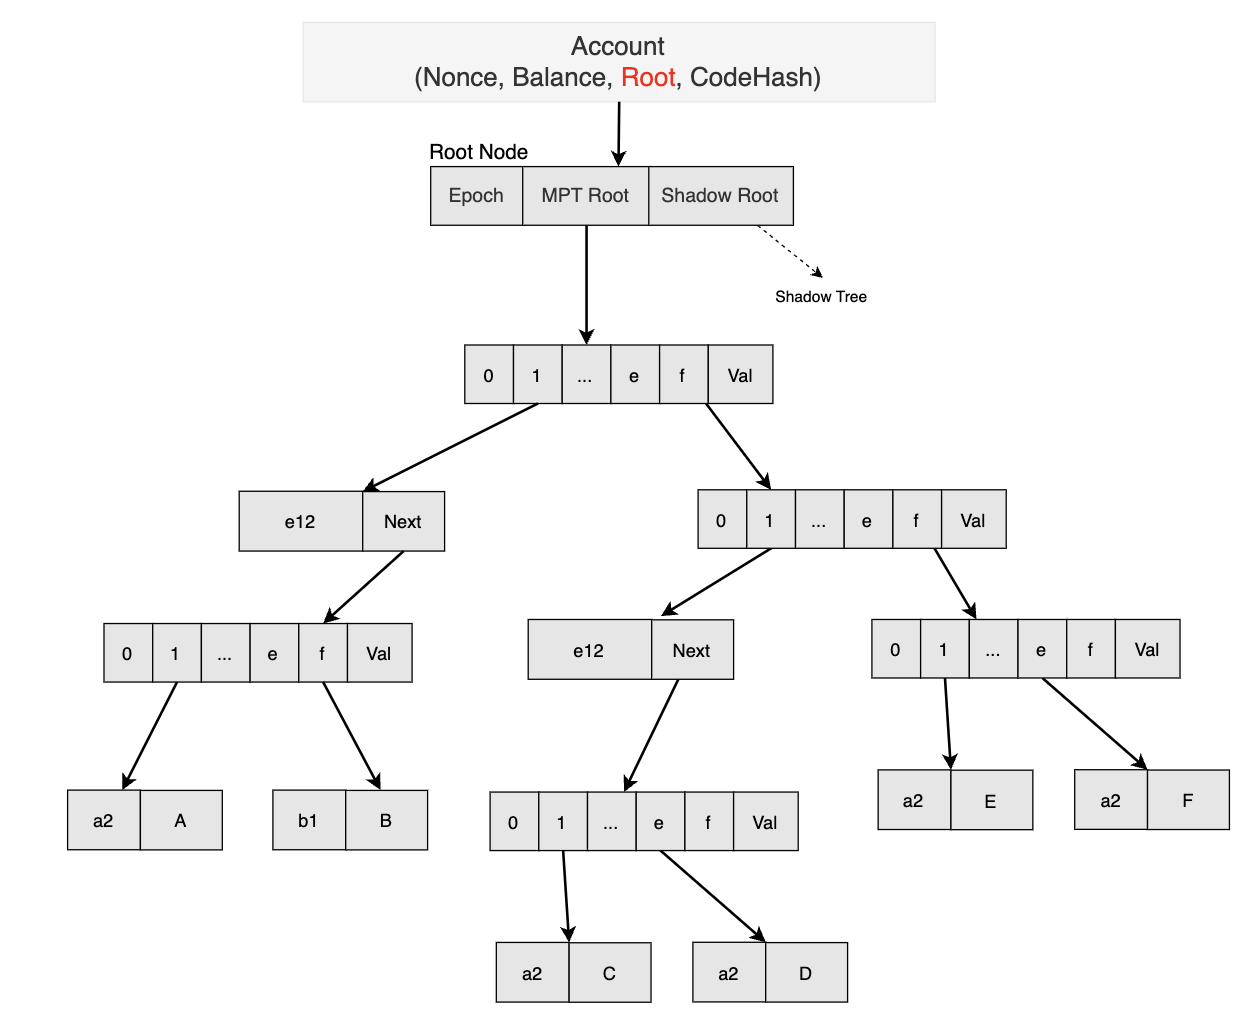 Account
(Nonce, Balance, Root, CodeHash)
Root Node
Epoch MPT Root Shadow Root
Shadow Tree
0 1 ... e f Val
e12 Next
0 1 ... e f Val
0 1 ... e f Val
e12 Next
0 1 ... e f Val
a2 A
b1 B
0 1 ... e f Val
a2 E
a2 F
a2 C
a2 D